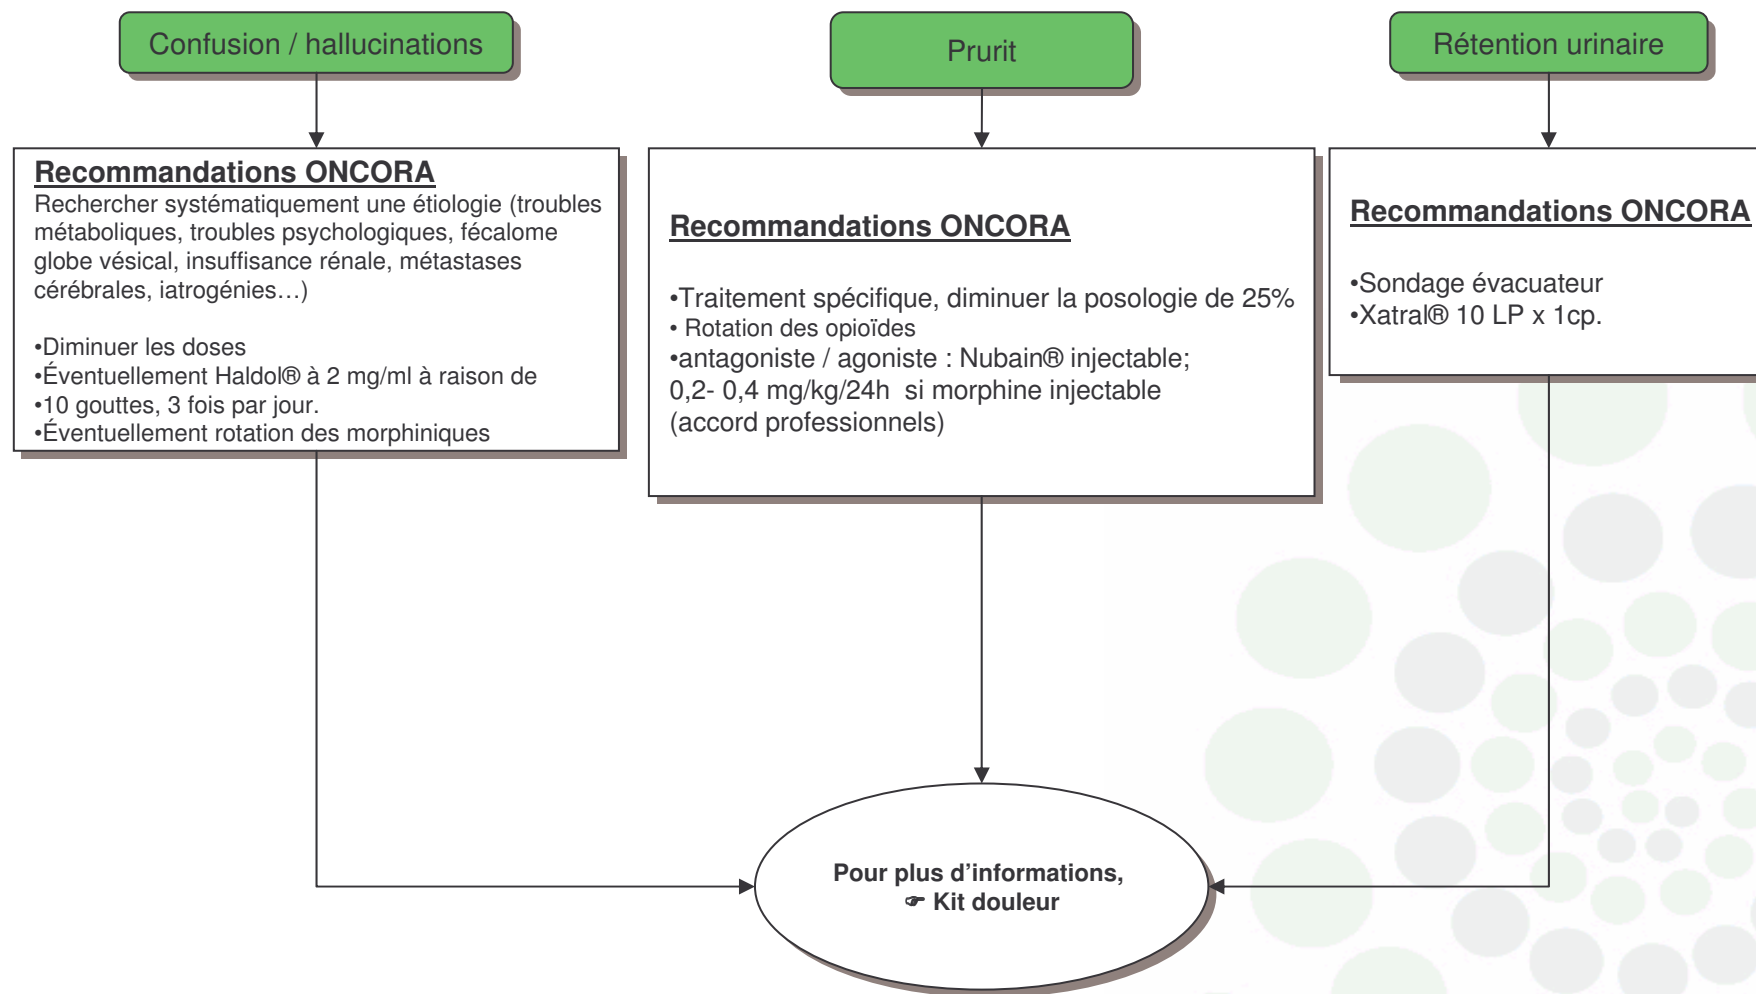 Confusion / hallucinations
Recommandations ONCORA
Rechercher systématiquement une étiologie (troubles
métaboliques, troubles psychologiques, fécalome
globe vésical, insuffisance rénale, métastases
cérébrales, iatrogénies…)
•Diminuer les doses
•Éventuellement Haldol® à 2 mg/ml à raison de
•10 gouttes, 3 fois par jour.
•Éventuellement rotation des morphiniques
Prurit
Recommandations ONCORA
•Traitement spécifique, diminuer la posologie de 25%
• Rotation des opioïdes
•antagoniste / agoniste : Nubain® injectable;
0,2- 0,4 mg/kg/24h si morphine injectable
(accord professionnels)
Rétention urinaire
Recommandations ONCORA
•Sondage évacuateur
•Xatral® 10 LP x 1cp.
Pour plus d’informations,
☞ Kit douleur